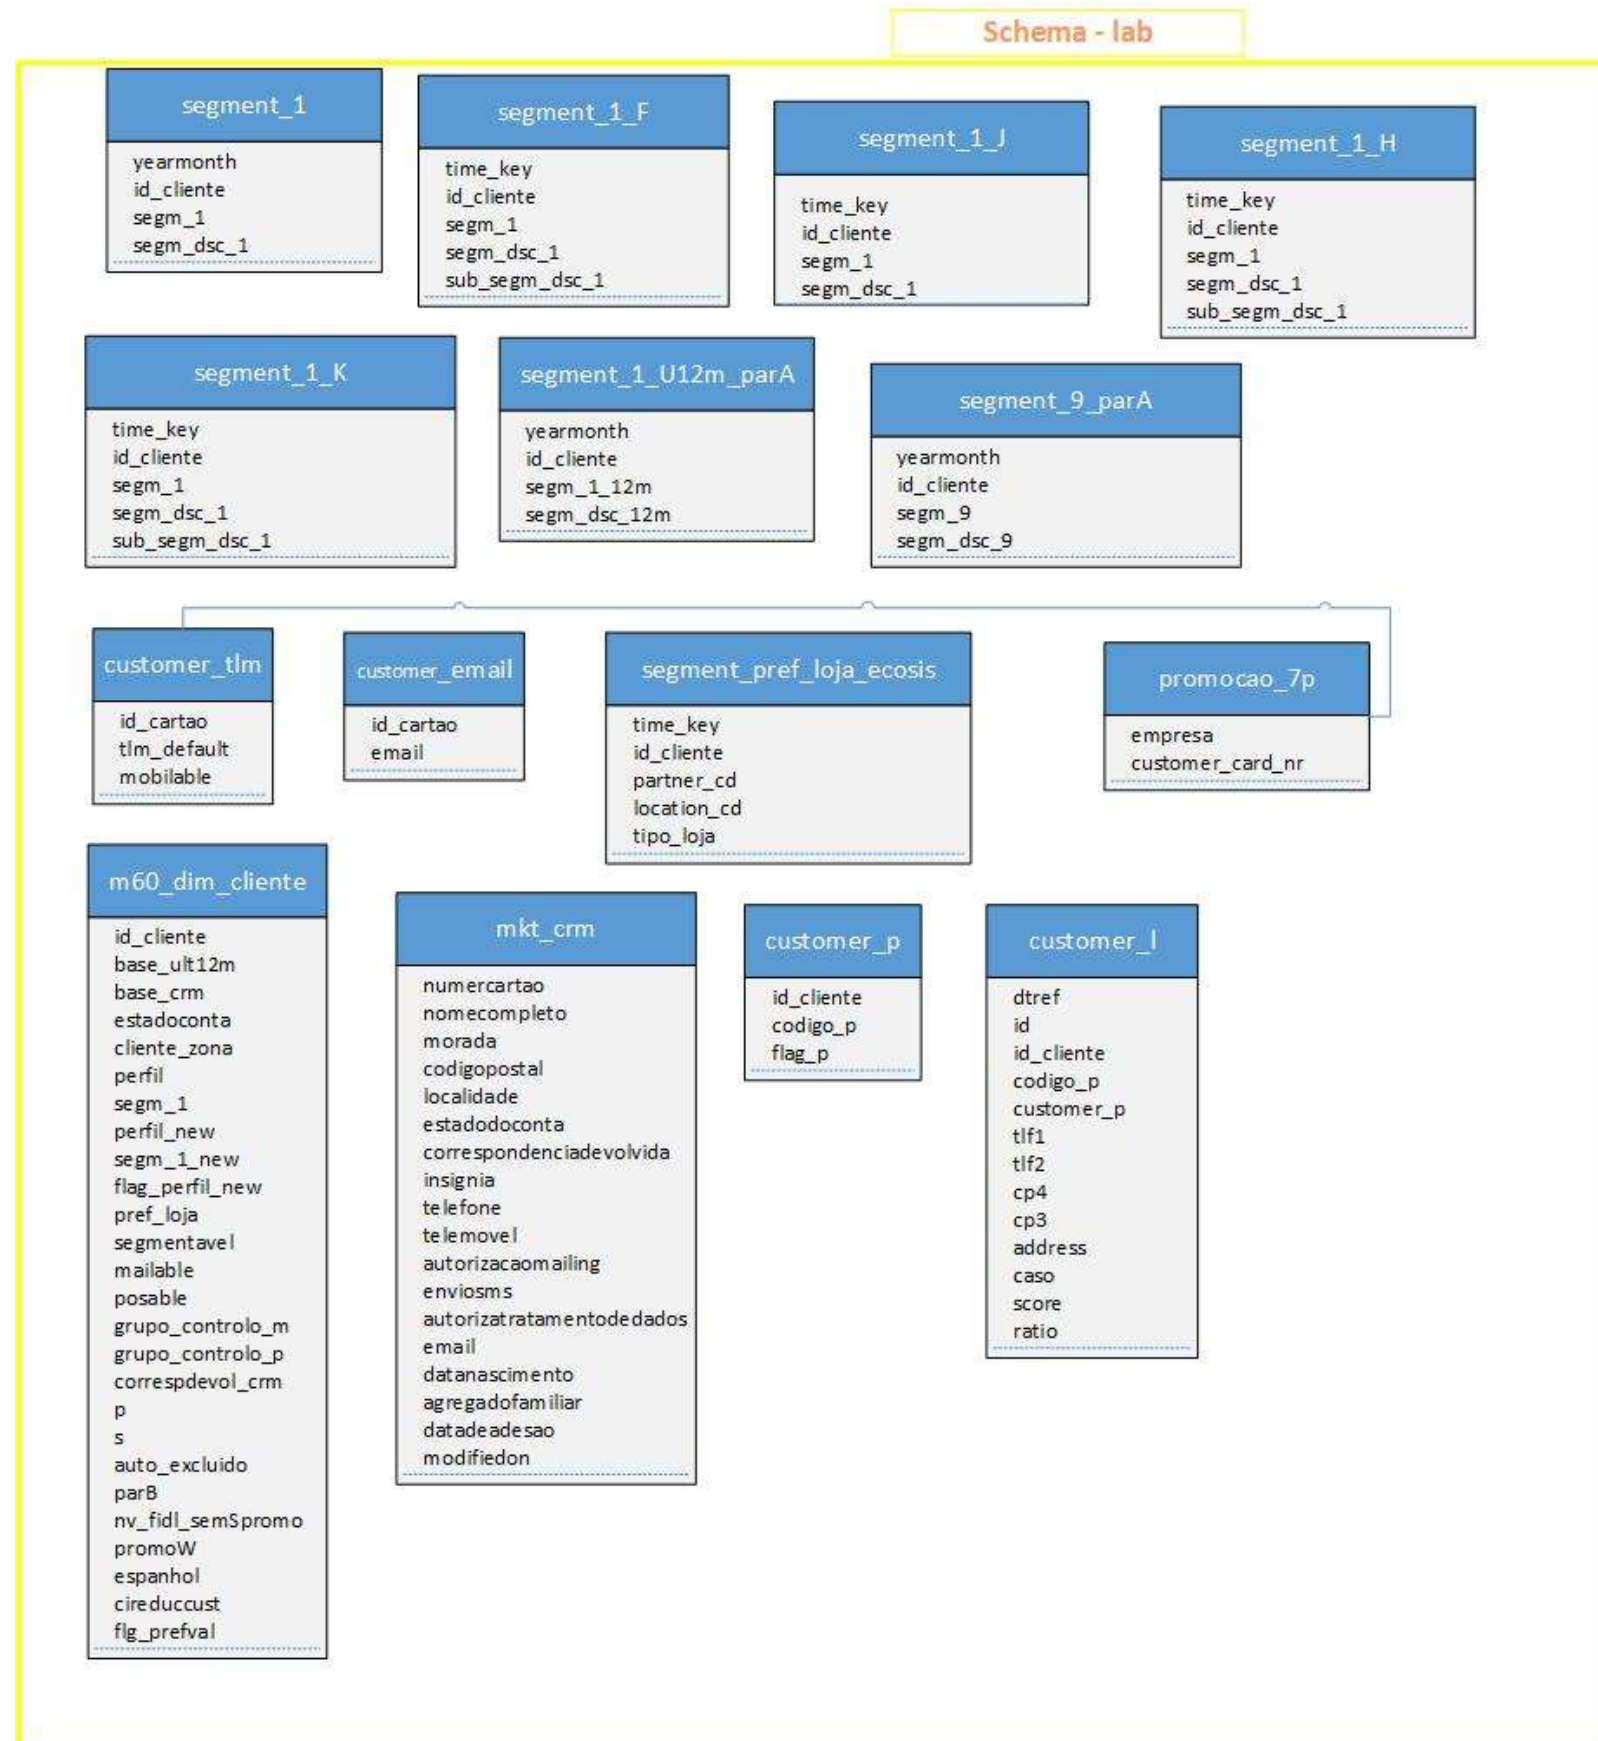 Schema - lab
segment_1
yearmonth
id_cliente
segm_1
segm_dsc_1
segment_1_F
time_key
id_cliente
segm_1
segm_dsc_1
sub_segm_dsc_1
segment_1_J
time_key
id_cliente
segm_1
segm_dsc_1
segment_1_H
time_key
id_cliente
segm_1
segm_dsc_1
sub_segm_dsc_1
segment_1_K
time_key
id_cliente
segm_1
segm_dsc_1
sub_segm_dsc_1
segment_1_U12m_parA
yearmonth
id_cliente
segm_1_12m
segm_dsc_12m
segment_9_parA
yearmonth
id_cliente
segm_9
segm_dsc_9
customer_tlm
id_cartao
tlm_default
mobilable
customer_email
id_cartao
email
segment_pref_loja_ecosis
time_key
id_cliente
partner_cd
location_cd
tipo_loja
promocao_7p
empresa
customer_card_nr
m60_dim_cliente
id_cliente
base_ult12m
base_crm
estadoconta
cliente_zona
perfil
segm_1
perfil_new
segm_1_new
flag_perfil_new
pref_loja
segmentavel
mailable
posable
grupo_controlo_m
grupo_controlo_p
correspdevol_crm
p
s
auto_excluido
parB
nv_fidl_semSpromo
promoW
espanhol
cireduccust
flg_prefval
mkt_crm
numercartao
nomecompleto
morada
codigopostal
localidade
estadodoconta
correspondenciadevolvida
insignia
telefone
telemovel
autorizacaomailing
enviosms
autorizatratamentodedados
email
datanascimento
agregadofamiliar
datadeadesao
modifiedon
customer_p
id_cliente
codigo_p
flag_p
customer_l
dtref
id
id_cliente
codigo_p
customer_p
tlf1
tlf2
cp4
cp3
address
caso
score
ratio